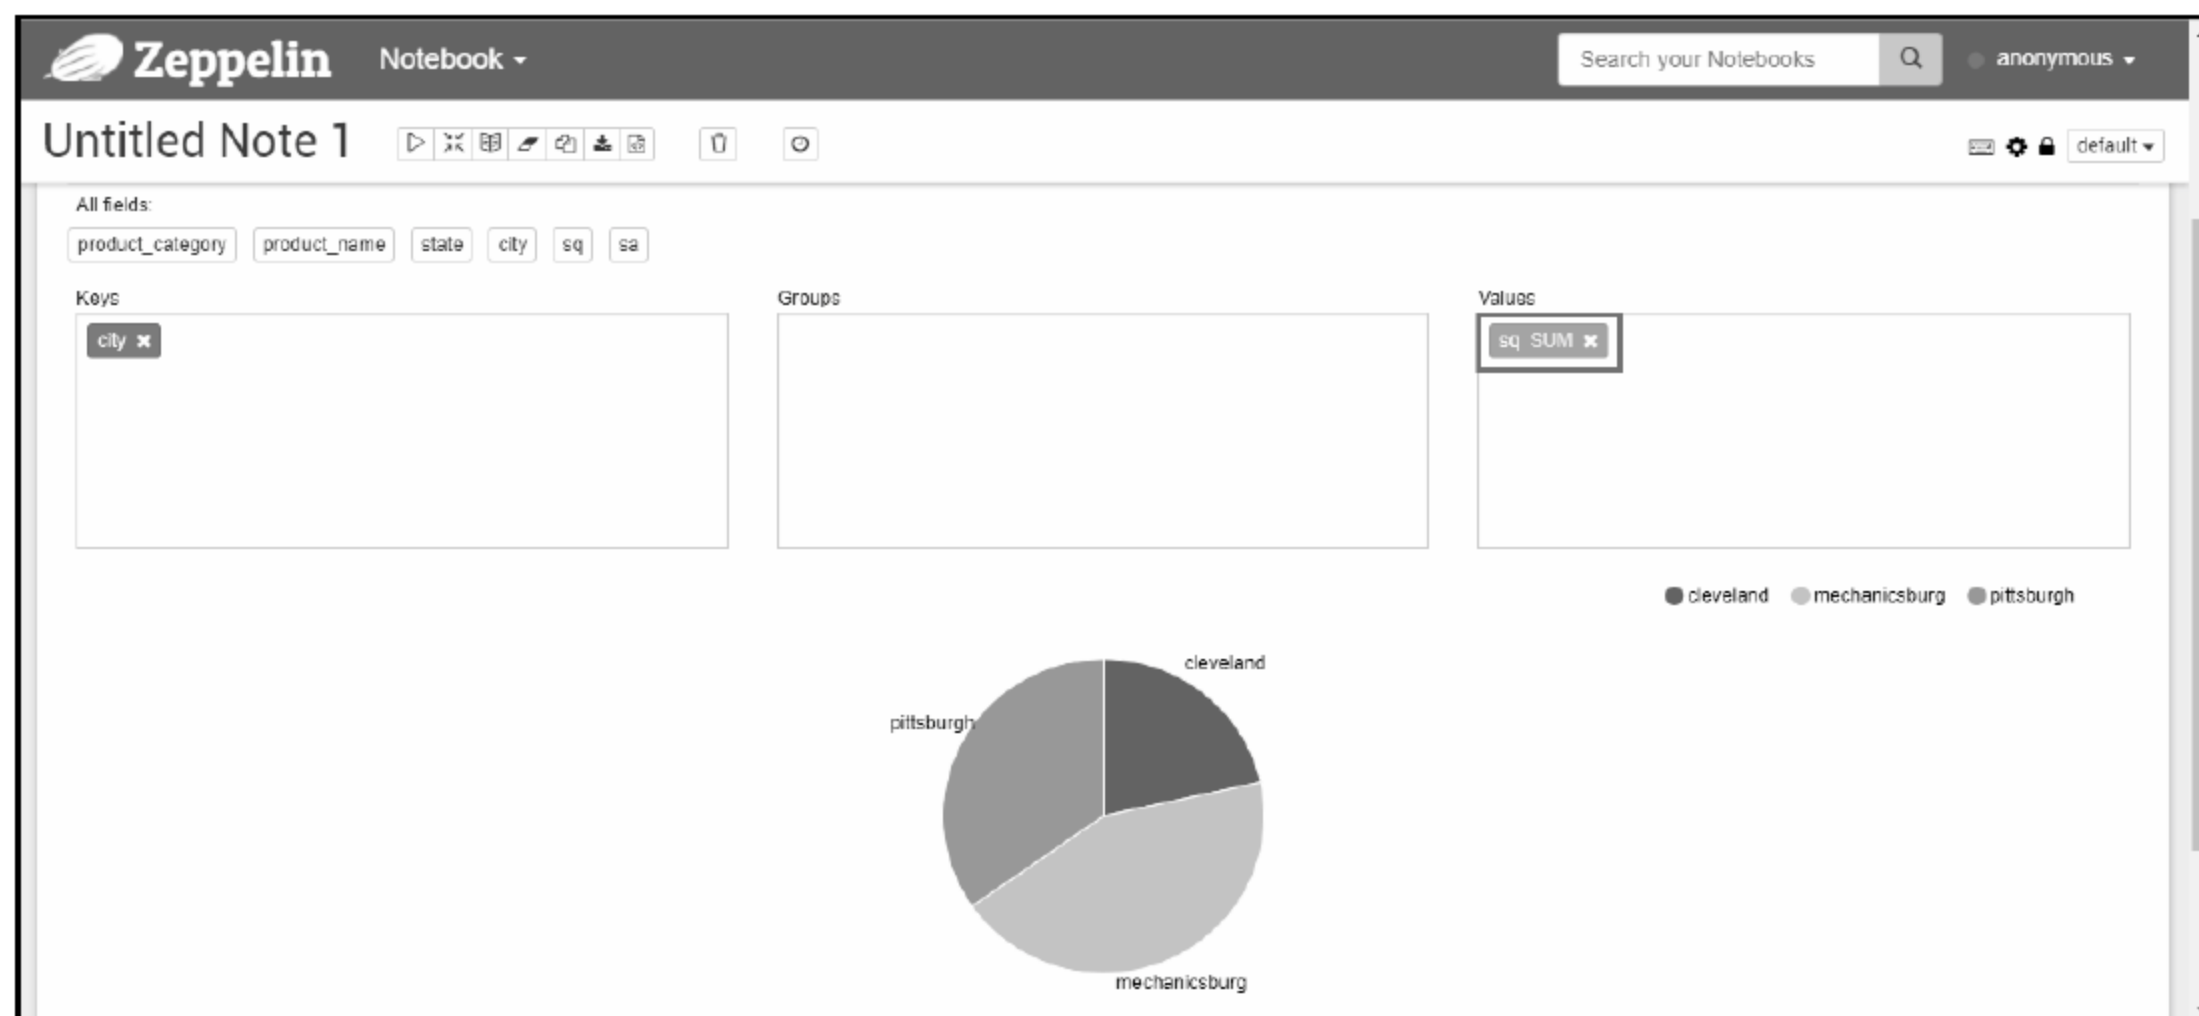 Zeppelin Notebook Search your Notebooks anonymous
Untitled Note 1 default
All fields:
product_category product_name state city sq sa
Keys Groups Values
city sq SUM
cleveland mechanicsburg pittsburgh
cleveland
pittsburgh
mechanicsburg